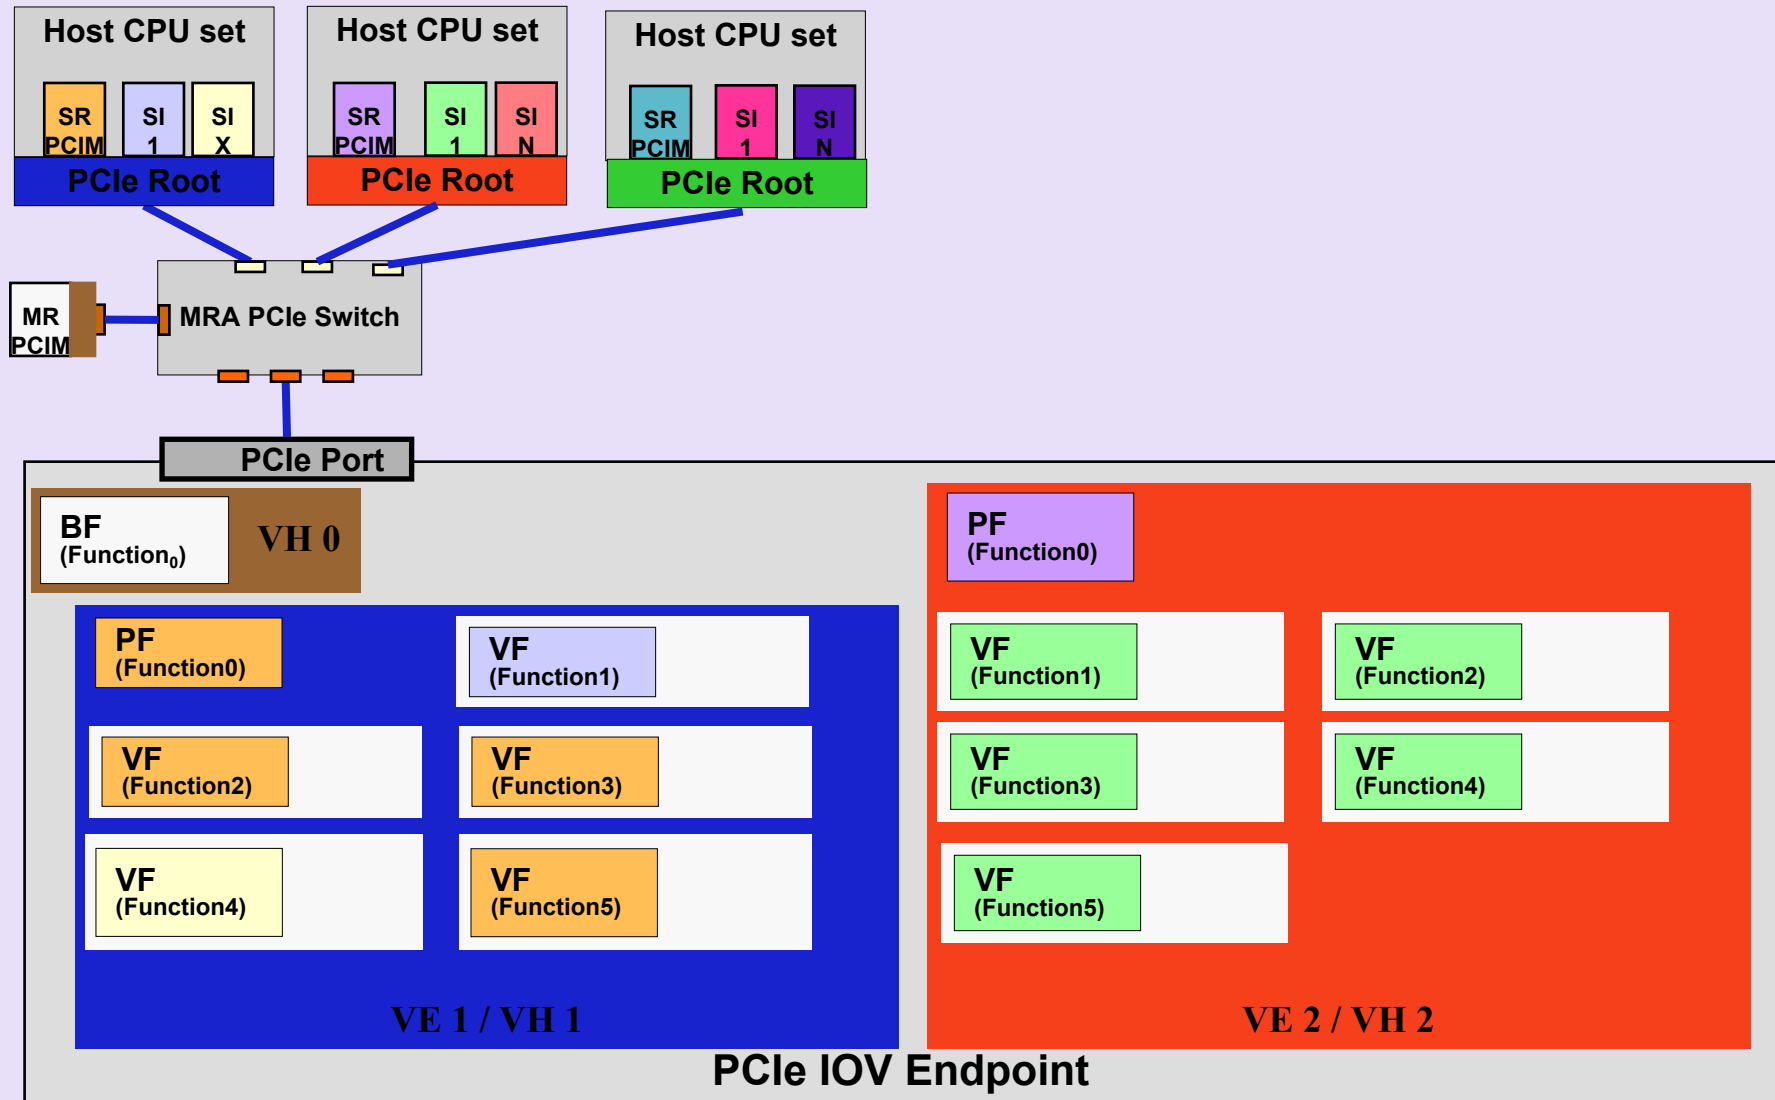 Host CPU set
SR
PCIM
SI
1
SI
X
PCIe Root
Host CPU set
SR
PCIM
SI
1
SI
N
PCIe Root
Host CPU set
SR
PCIM
SI
1
SI
N
PCIe Root
MR
PCIM
MRA PCIe Switch
PCIe Port
BF
(Function₀)
VH 0
PF
(Function0)
VF
(Function1)
VF
(Function2)
VF
(Function3)
VF
(Function4)
VF
(Function5)
VE 1 / VH 1
PF
(Function0)
VF
(Function1)
VF
(Function2)
VF
(Function3)
VF
(Function4)
VF
(Function5)
VE 2 / VH 2
PCIe IOV Endpoint